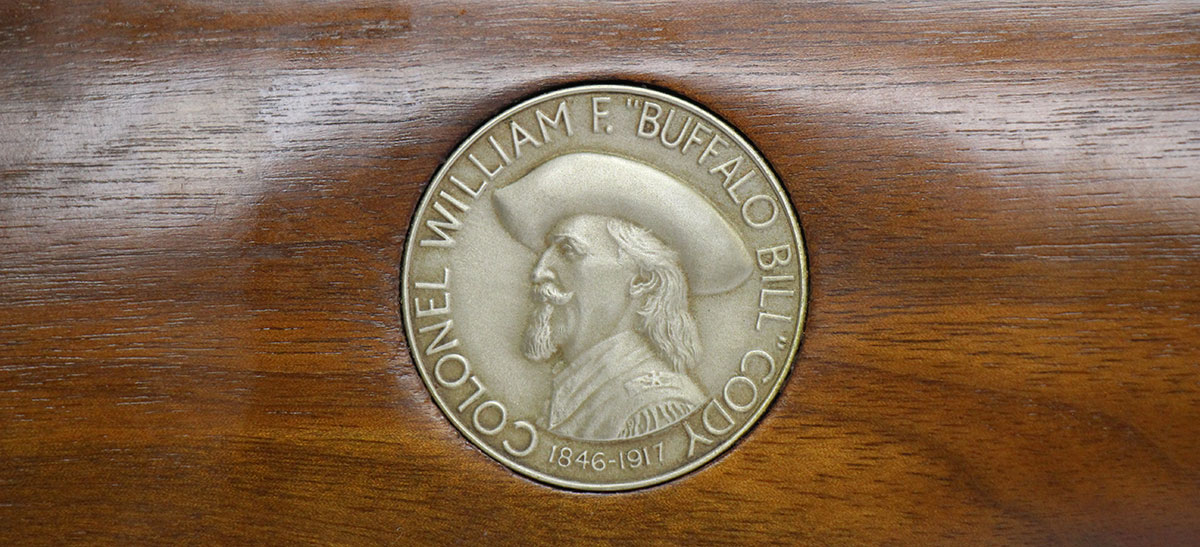 COLONEL WILLIAM F. "BUFFALO BILL" CODY
1846-1917